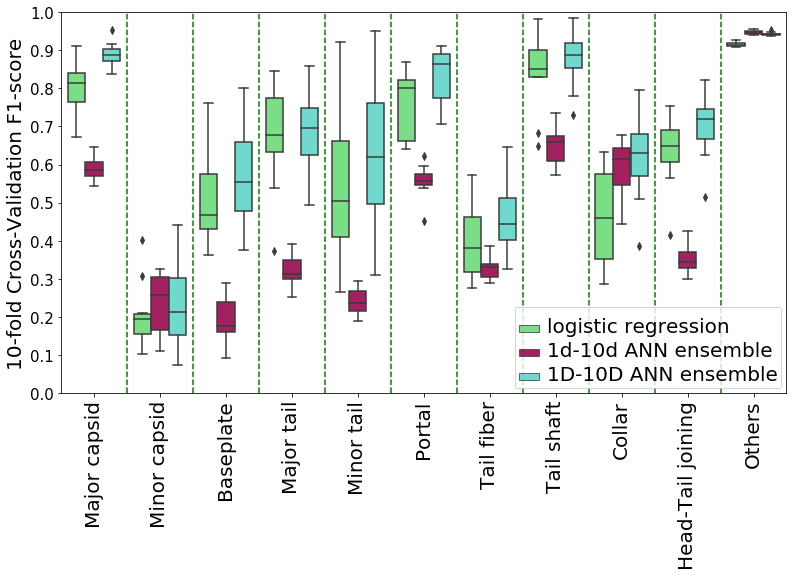 10-fold Cross-Validation F1-score
1.0
0.9
0.8
0.7
0.6
0.5
0.4
0.3
0.2
0.1
0.0
logistic regression
1d-10d ANN ensemble
1D-10D ANN ensemble
Major capsid
Minor capsid
Baseplate
Major tail
Minor tail
Portal
Tail fiber
Tail shaft
Collar
Head-Tail joining
Others